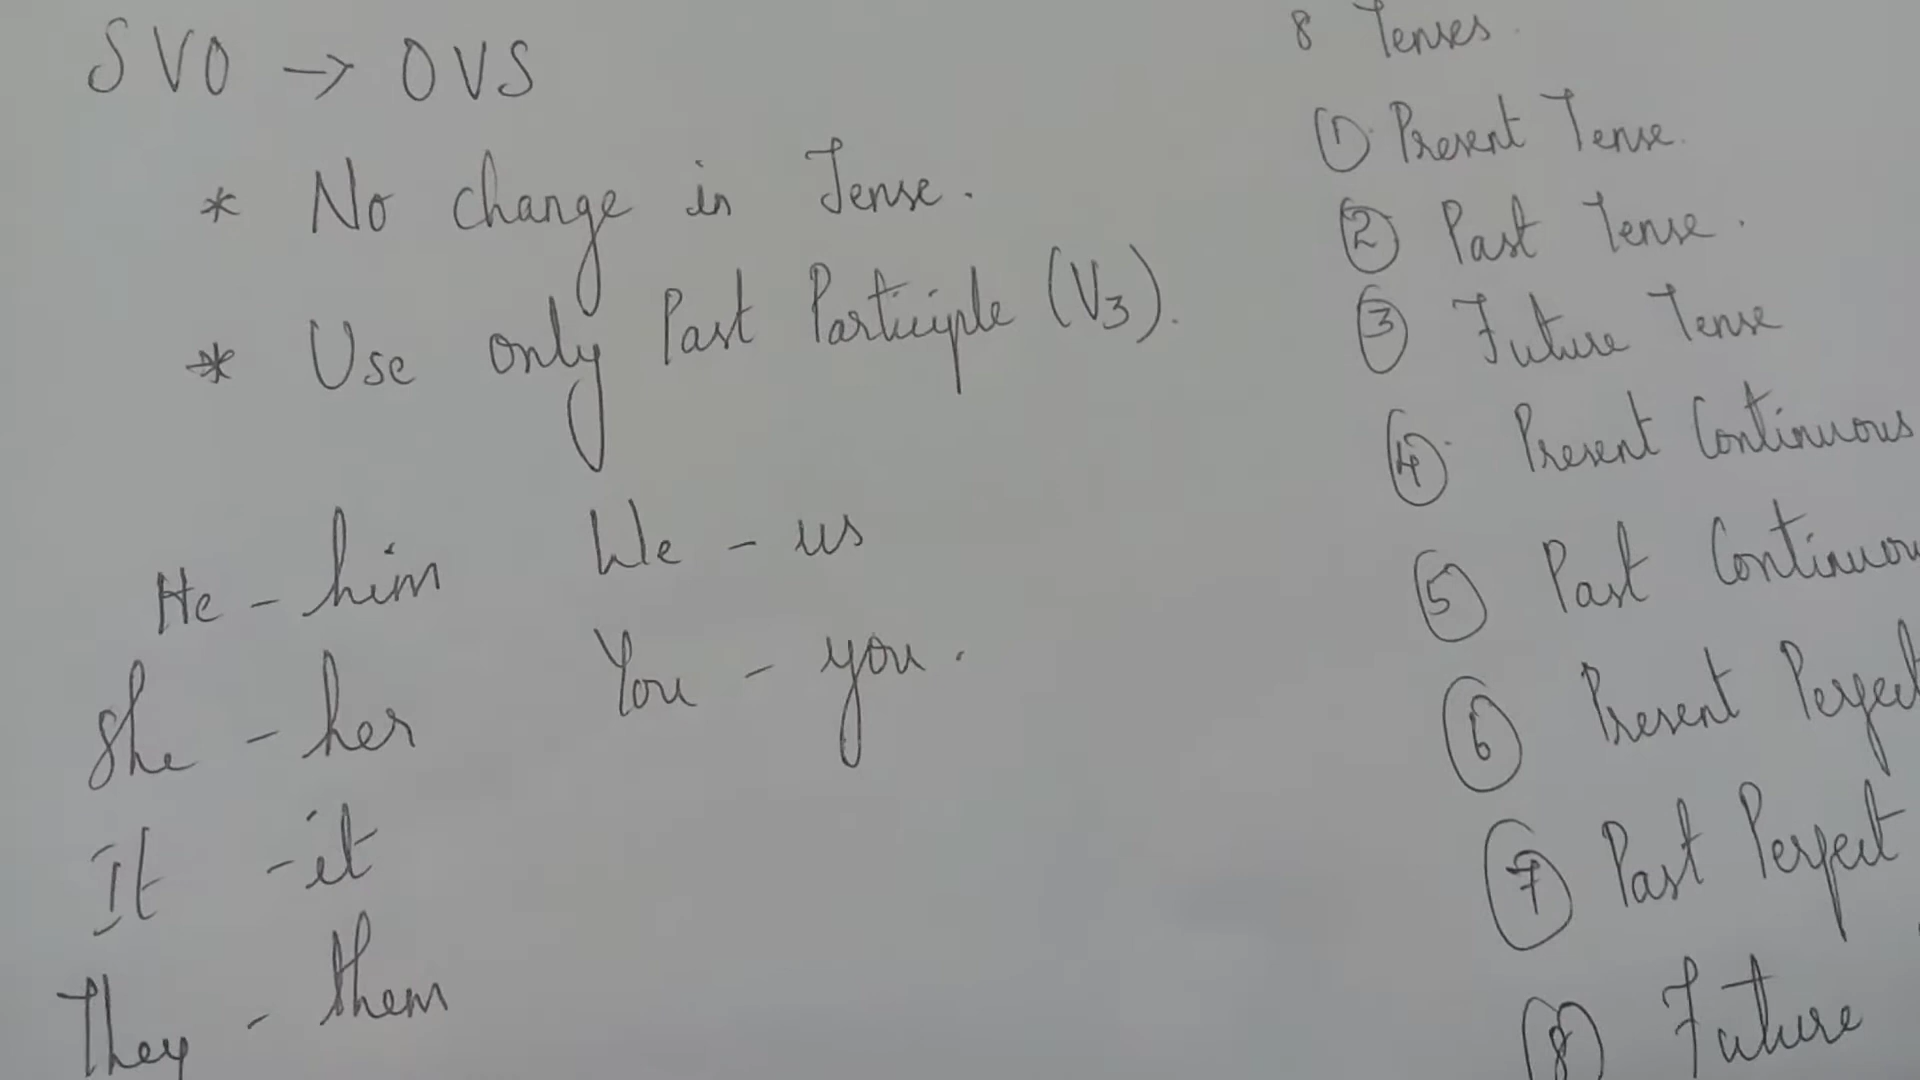 SVO → OVS
* No change in Tense.
* Use only Past Participle (V3).
He - him
She - her
It - it
They - them
We - us
You - you.
8 Tenses.
① Present Tense.
② Past Tense.
③ Future Tense
④ Present Continuous
⑤ Past Continuou
⑥ Present Perfect
⑦ Past Perfect
⑧ Future